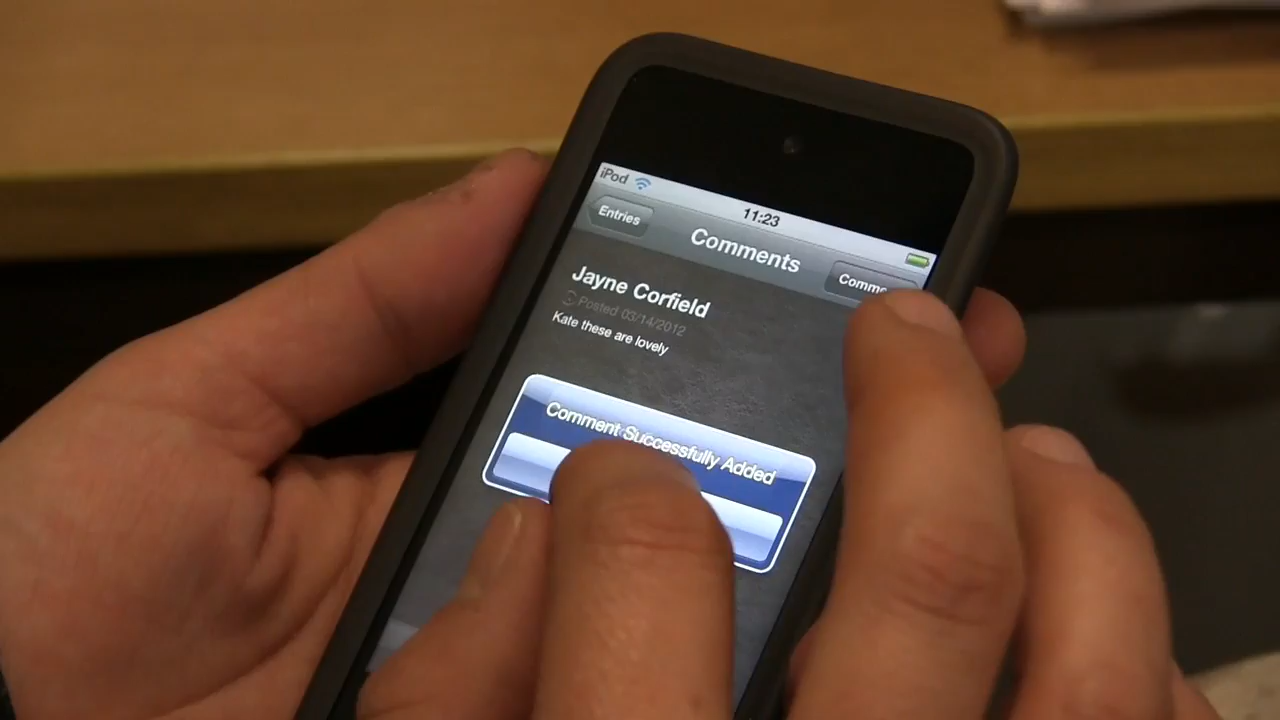 iPod
11:23
Entries
Comments
Jayne Corfield
Posted 03/14/2012
Kate these are lovely
Comment Successfully Added